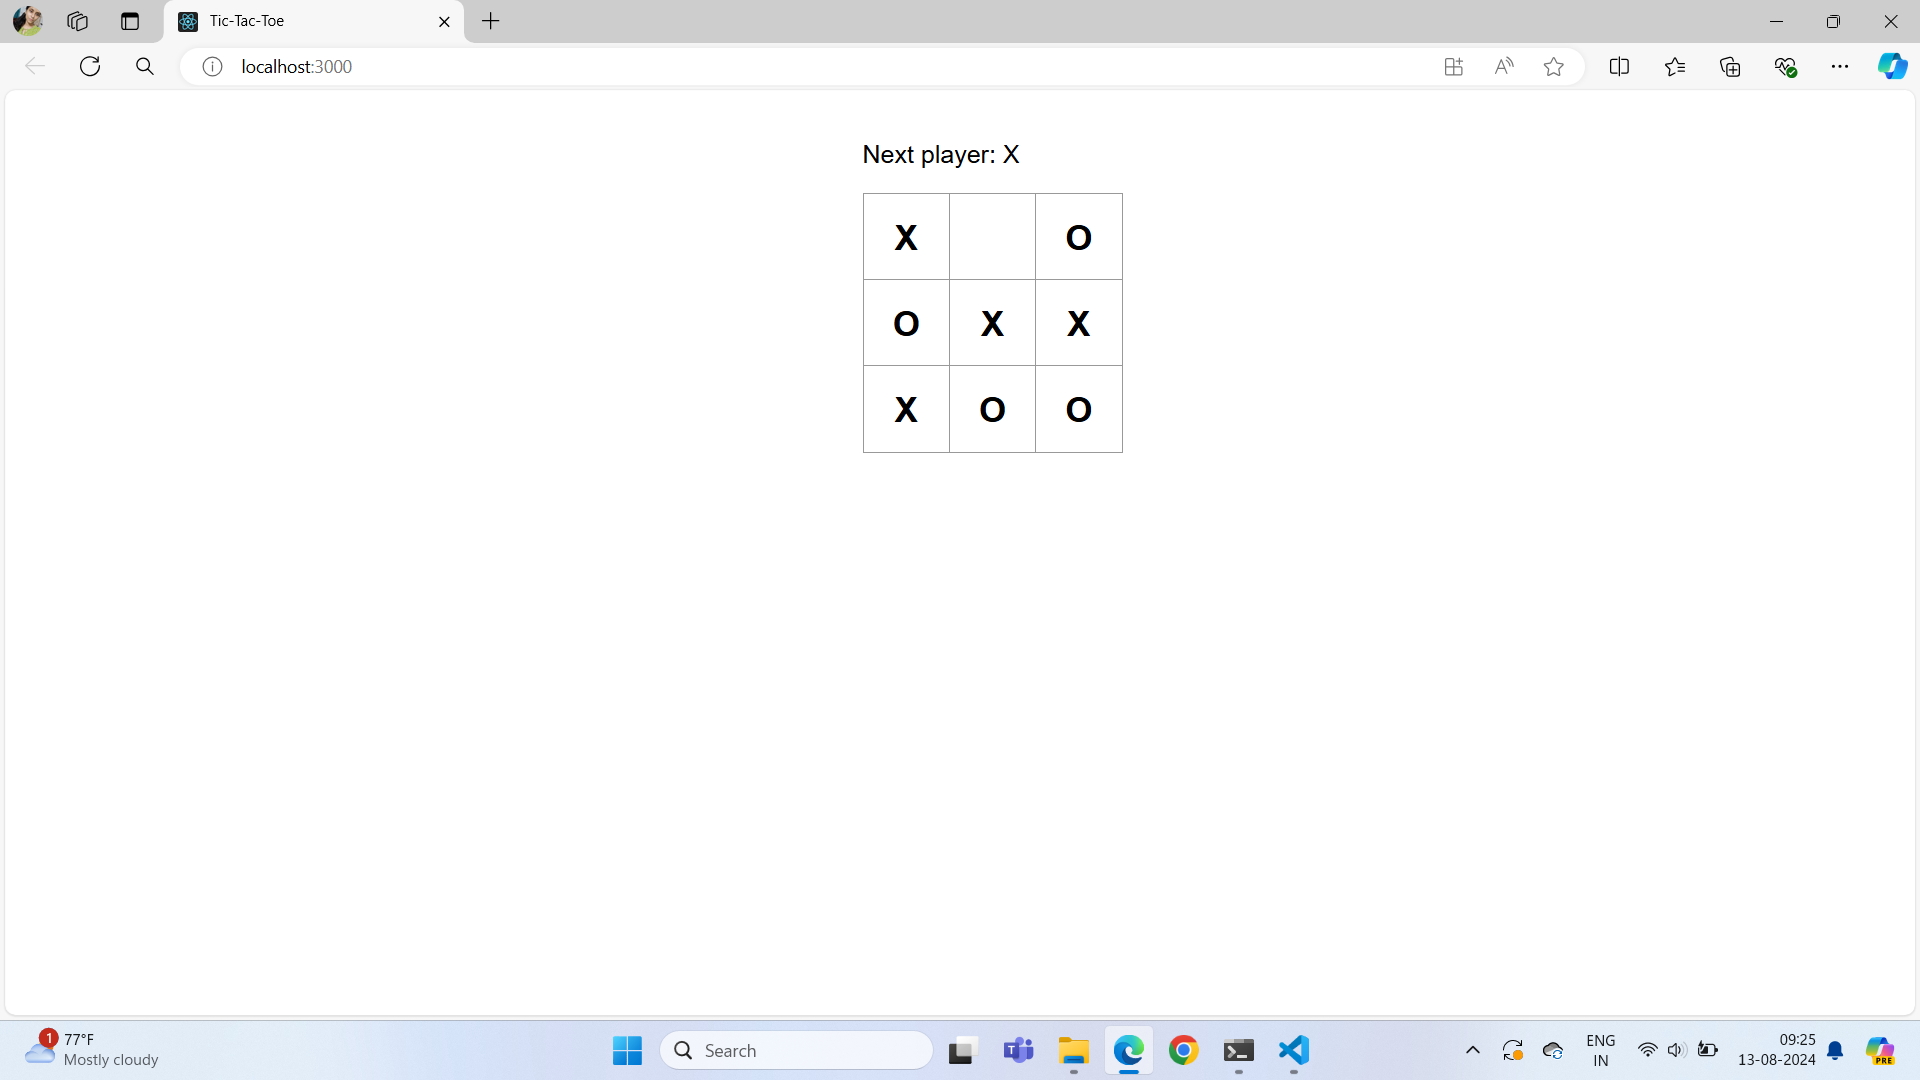 Tic-Tac-Toe
localhost:3000
Next player: X
X O
O X X
X O O
1
77°F
Mostly cloudy
Search
ENG
IN
09:25
13-08-2024
PRE